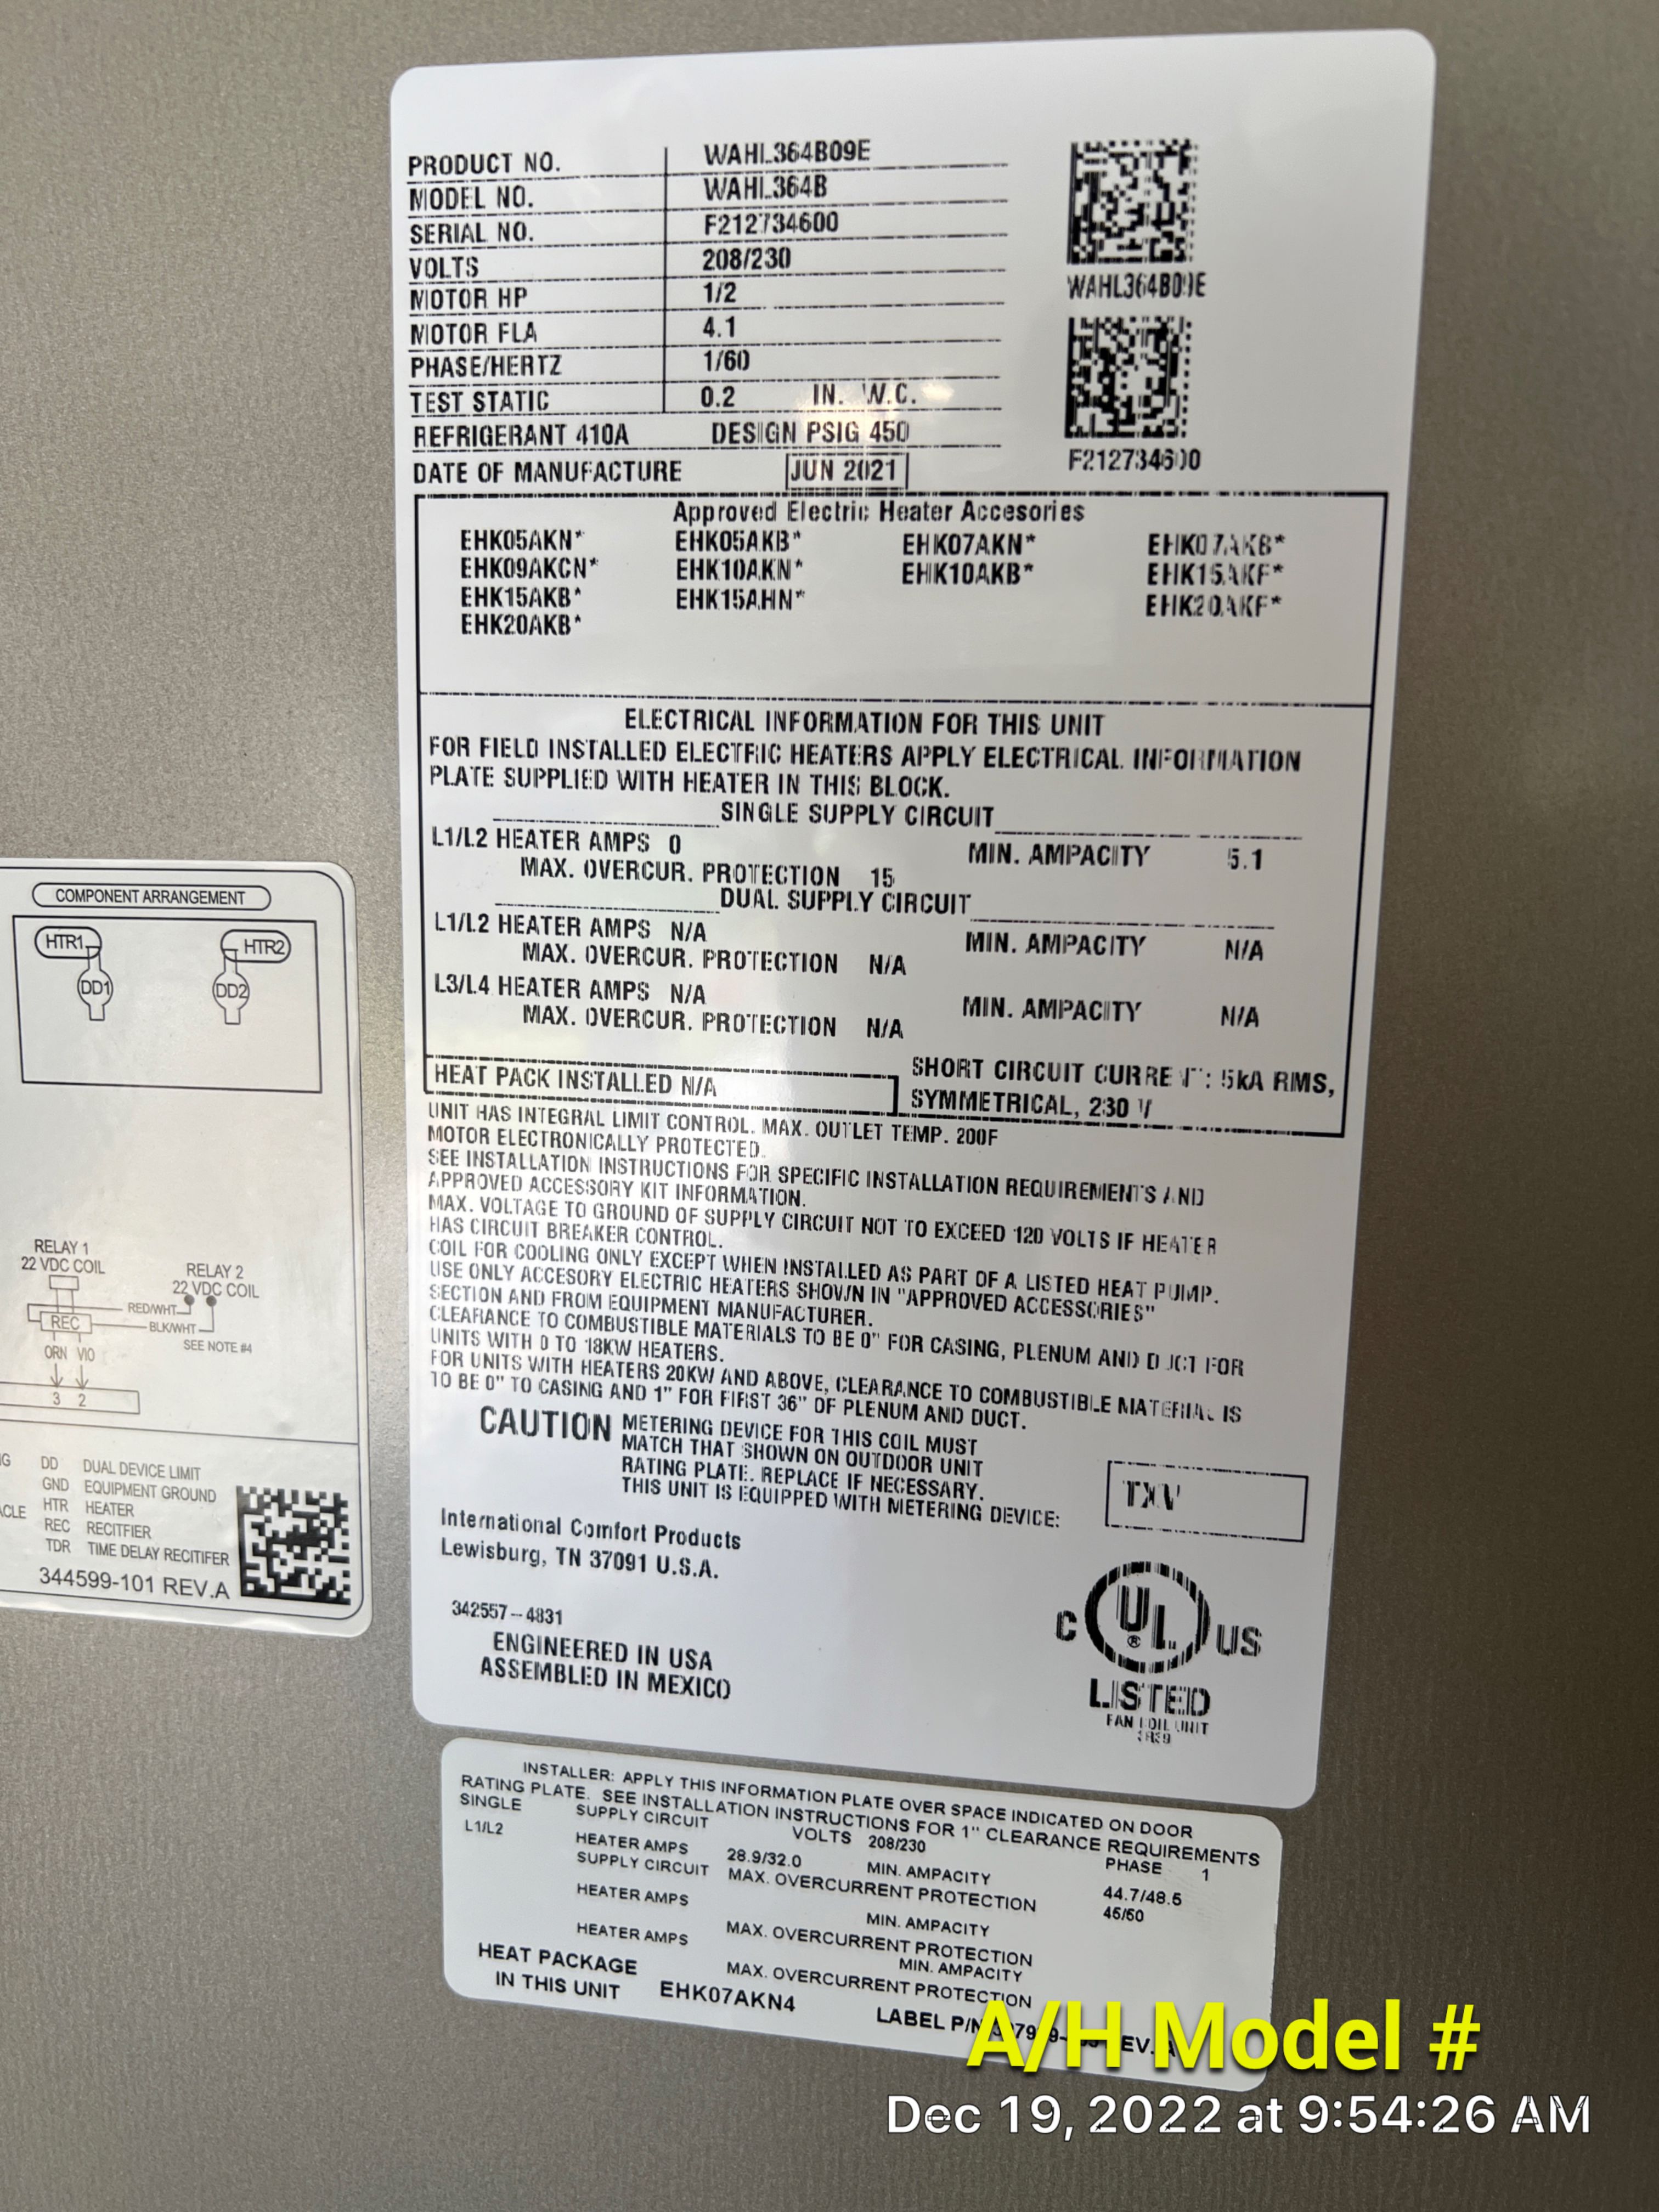 PRODUCT NO. WAHL364B09E
MODEL NO. WAHL364B
SERIAL NO. F212734600
VOLTS 208/230
MOTOR HP 1/2
MOTOR FLA 4.1
PHASE/HERTZ 1/60
TEST STATIC 0.2 IN. W.C.
REFRIGERANT 410A DESIGN PSIG 450
DATE OF MANUFACTURE JUN 2021
WAHL364B09E
F212734600
Approved Electric Heater Accesories
EHK05AKN* EHK05AKB* EHK07AKN* EHK07AKB*
EHK09AKCN* EHK10AKN* EHK10AKB* EHK15AKF*
EHK15AKB* EHK15AHN* EHK20AKF*
EHK20AKB*
ELECTRICAL INFORMATION FOR THIS UNIT
FOR FIELD INSTALLED ELECTRIC HEATERS APPLY ELECTRICAL INFORMATION
PLATE SUPPLIED WITH HEATER IN THIS BLOCK.
SINGLE SUPPLY CIRCUIT
L1/L2 HEATER AMPS 0 MIN. AMPACITY 5.1
MAX. OVERCUR. PROTECTION 15
DUAL SUPPLY CIRCUIT
L1/L2 HEATER AMPS N/A MIN. AMPACITY N/A
MAX. OVERCUR. PROTECTION N/A
L3/L4 HEATER AMPS N/A MIN. AMPACITY N/A
MAX. OVERCUR. PROTECTION N/A
HEAT PACK INSTALLED N/A
SHORT CIRCUIT CURRENT: 5kA RMS,
SYMMETRICAL, 230 V
UNIT HAS INTEGRAL LIMIT CONTROL. MAX. OUTLET TEMP. 200F
MOTOR ELECTRONICALLY PROTECTED.
SEE INSTALLATION INSTRUCTIONS FOR SPECIFIC INSTALLATION REQUIREMENTS AND
APPROVED ACCESSORY KIT INFORMATION.
MAX. VOLTAGE TO GROUND OF SUPPLY CIRCUIT NOT TO EXCEED 120 VOLTS IF HEATER
HAS CIRCUIT BREAKER CONTROL.
COIL FOR COOLING ONLY EXCEPT WHEN INSTALLED AS PART OF A LISTED HEAT PUMP.
USE ONLY ACCESORY ELECTRIC HEATERS SHOWN IN "APPROVED ACCESSORIES"
SECTION AND FROM EQUIPMENT MANUFACTURER.
CLEARANCE TO COMBUSTIBLE MATERIALS TO BE 0" FOR CASING, PLENUM AND DUCT FOR
UNITS WITH 0 TO 18KW HEATERS.
FOR UNITS WITH HEATERS 20KW AND ABOVE, CLEARANCE TO COMBUSTIBLE MATERIAL IS
TO BE 0" TO CASING AND 1" FOR FIRST 36" OF PLENUM AND DUCT.
CAUTION METERING DEVICE FOR THIS COIL MUST
MATCH THAT SHOWN ON OUTDOOR UNIT
RATING PLATE. REPLACE IF NECESSARY.
THIS UNIT IS EQUIPPED WITH METERING DEVICE: TXV
International Comfort Products
Lewisburg, TN 37091 U.S.A.
342557-4831
ENGINEERED IN USA
ASSEMBLED IN MEXICO
C UL ® US
LISTED
FAN COIL UNIT
COMPONENT ARRANGEMENT
HTR1 HTR2
DD1 DD2
RELAY 1
22 VDC COIL
RELAY 2
22 VDC COIL
RED/WHT
REC
BLK/WHT
SEE NOTE #4
ORN VIO
3 2
DD DUAL DEVICE LIMIT
GND EQUIPMENT GROUND
HTR HEATER
REC RECITFIER
TDR TIME DELAY RECITIFER
344599-101 REV.A
INSTALLER: APPLY THIS INFORMATION PLATE OVER SPACE INDICATED ON DOOR
RATING PLATE. SEE INSTALLATION INSTRUCTIONS FOR 1" CLEARANCE REQUIREMENTS
SINGLE SUPPLY CIRCUIT VOLTS 208/230 PHASE 1
L1/L2 HEATER AMPS 28.9/32.0 MIN. AMPACITY 44.7/48.5
SUPPLY CIRCUIT MAX. OVERCURRENT PROTECTION 45/50
HEATER AMPS MIN. AMPACITY
MAX. OVERCURRENT PROTECTION
HEATER AMPS MIN. AMPACITY
MAX. OVERCURRENT PROTECTION
HEAT PACKAGE
IN THIS UNIT EHK07AKN4
LABEL P/N
A/H Model #
Dec 19, 2022 at 9:54:26 AM